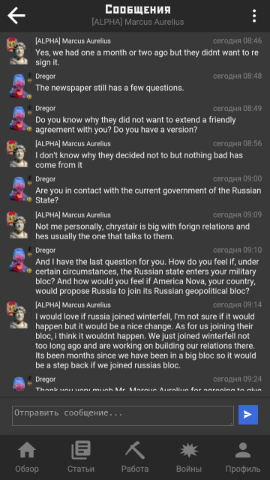 Сообщения
[ALPHA] Marcus Aurelius
[ALPHA] Marcus Aurelius сегодня 08:46
Yes, we had one a month or two ago but they didnt want to re
sign it.
Dregor сегодня 08:48
The newspaper still has a few questions.
Dregor сегодня 08:49
Do you know why they did not want to extend a friendly
agreement with you? Do you have a version?
[ALPHA] Marcus Aurelius сегодня 08:56
I don't know why they decided not to but nothing bad has
come from it
Dregor сегодня 09:00
Are you in contact with the current government of the Russian
State?
[ALPHA] Marcus Aurelius сегодня 09:09
Not me personally, chrystair is big with forign relations and
hes usually the one that talks to them.
Dregor сегодня 09:10
And I have the last question for you. How do you feel if, under
certain circumstances, the Russian state enters your military
bloc? And how would you feel if America Nova, your country,
would propose Russia to join its Russian geopolitical bloc?
[ALPHA] Marcus Aurelius сегодня 09:14
I would love if russia joined winterfell, I'm not sure if it would
happen but it would be a nice change. As for us joining their
bloc, i think it wouldnt happen. We just joined winterfell not
too long ago and are working on building our relations there.
Its been months since we have been in a big bloc so it would
be a step back if we joined russias bloc.
Dregor сегодня 09:24
Thank you very much Mr. Marcus Aurelius for agreeing to give
Отправить сообщение...
Обзор Статьи Работа Войны Профиль